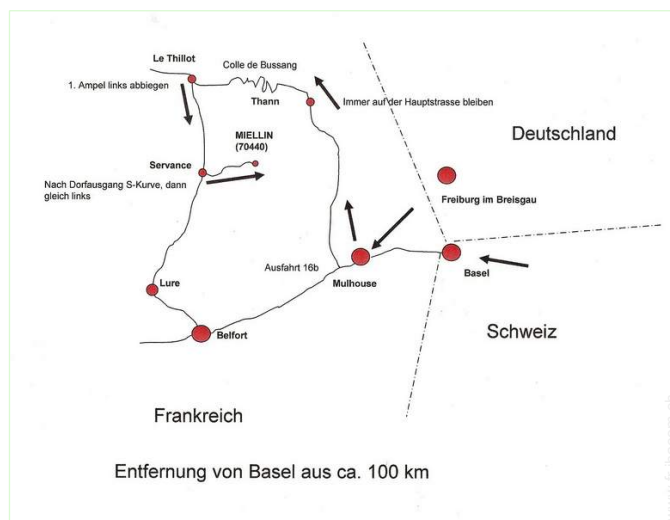 Le Thillot
Colle de Bussang
1. Ampel links abbiegen
Thann
Immer auf der Hauptstrasse bleiben
Deutschland
MIELLIN
(70440)
Servance
Nach Dorfausgang S-Kurve, dann
gleich links
Freiburg im Breisgau
Ausfahrt 16b
Mulhouse
Basel
Lure
Belfort
Schweiz
Frankreich
Entfernung von Basel aus ca. 100 km